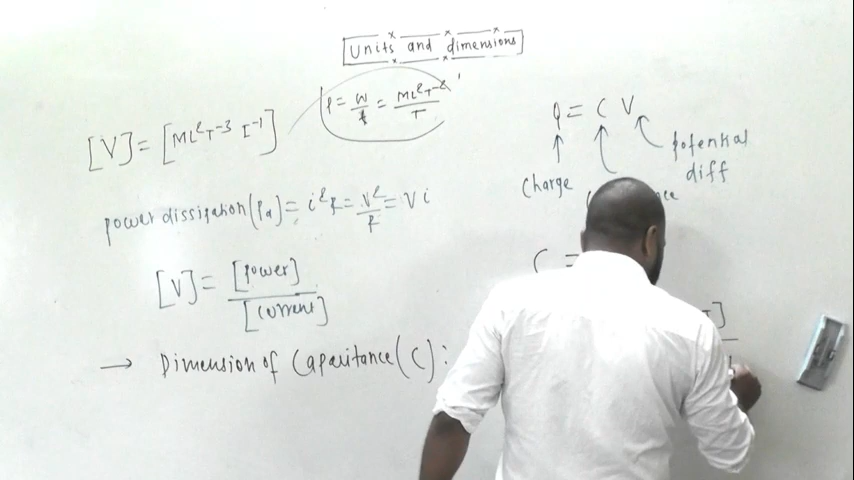 Units and dimensions
P = W/t = ML²T⁻²/T
[V] = [ML²T⁻³ I⁻¹]
Q = C V
potential
diff
charge
power dissipation(Pd) = i²R = V²/R = Vi
C =
[V] = [power]/[current]
→ Dimension of Capacitance(C):